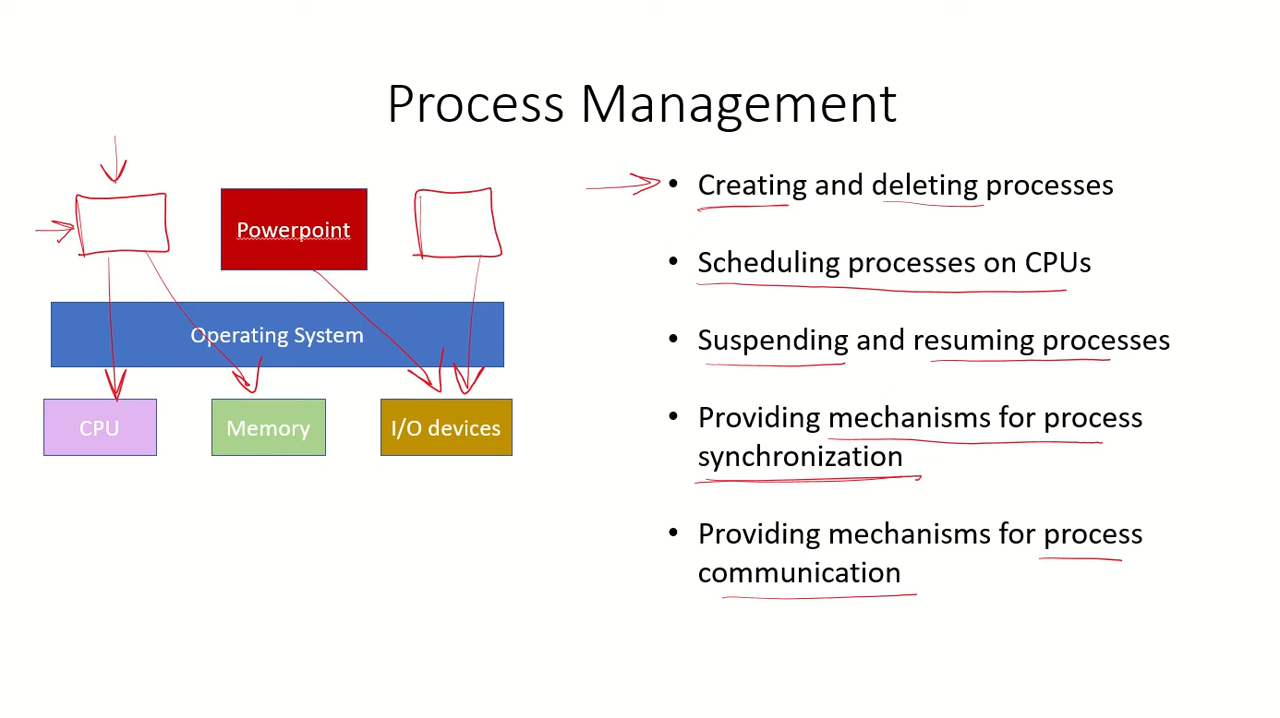 Process Management
Powerpoint
Operating System
CPU
Memory
I/O devices
• Creating and deleting processes
• Scheduling processes on CPUs
• Suspending and resuming processes
• Providing mechanisms for process
synchronization
• Providing mechanisms for process
communication